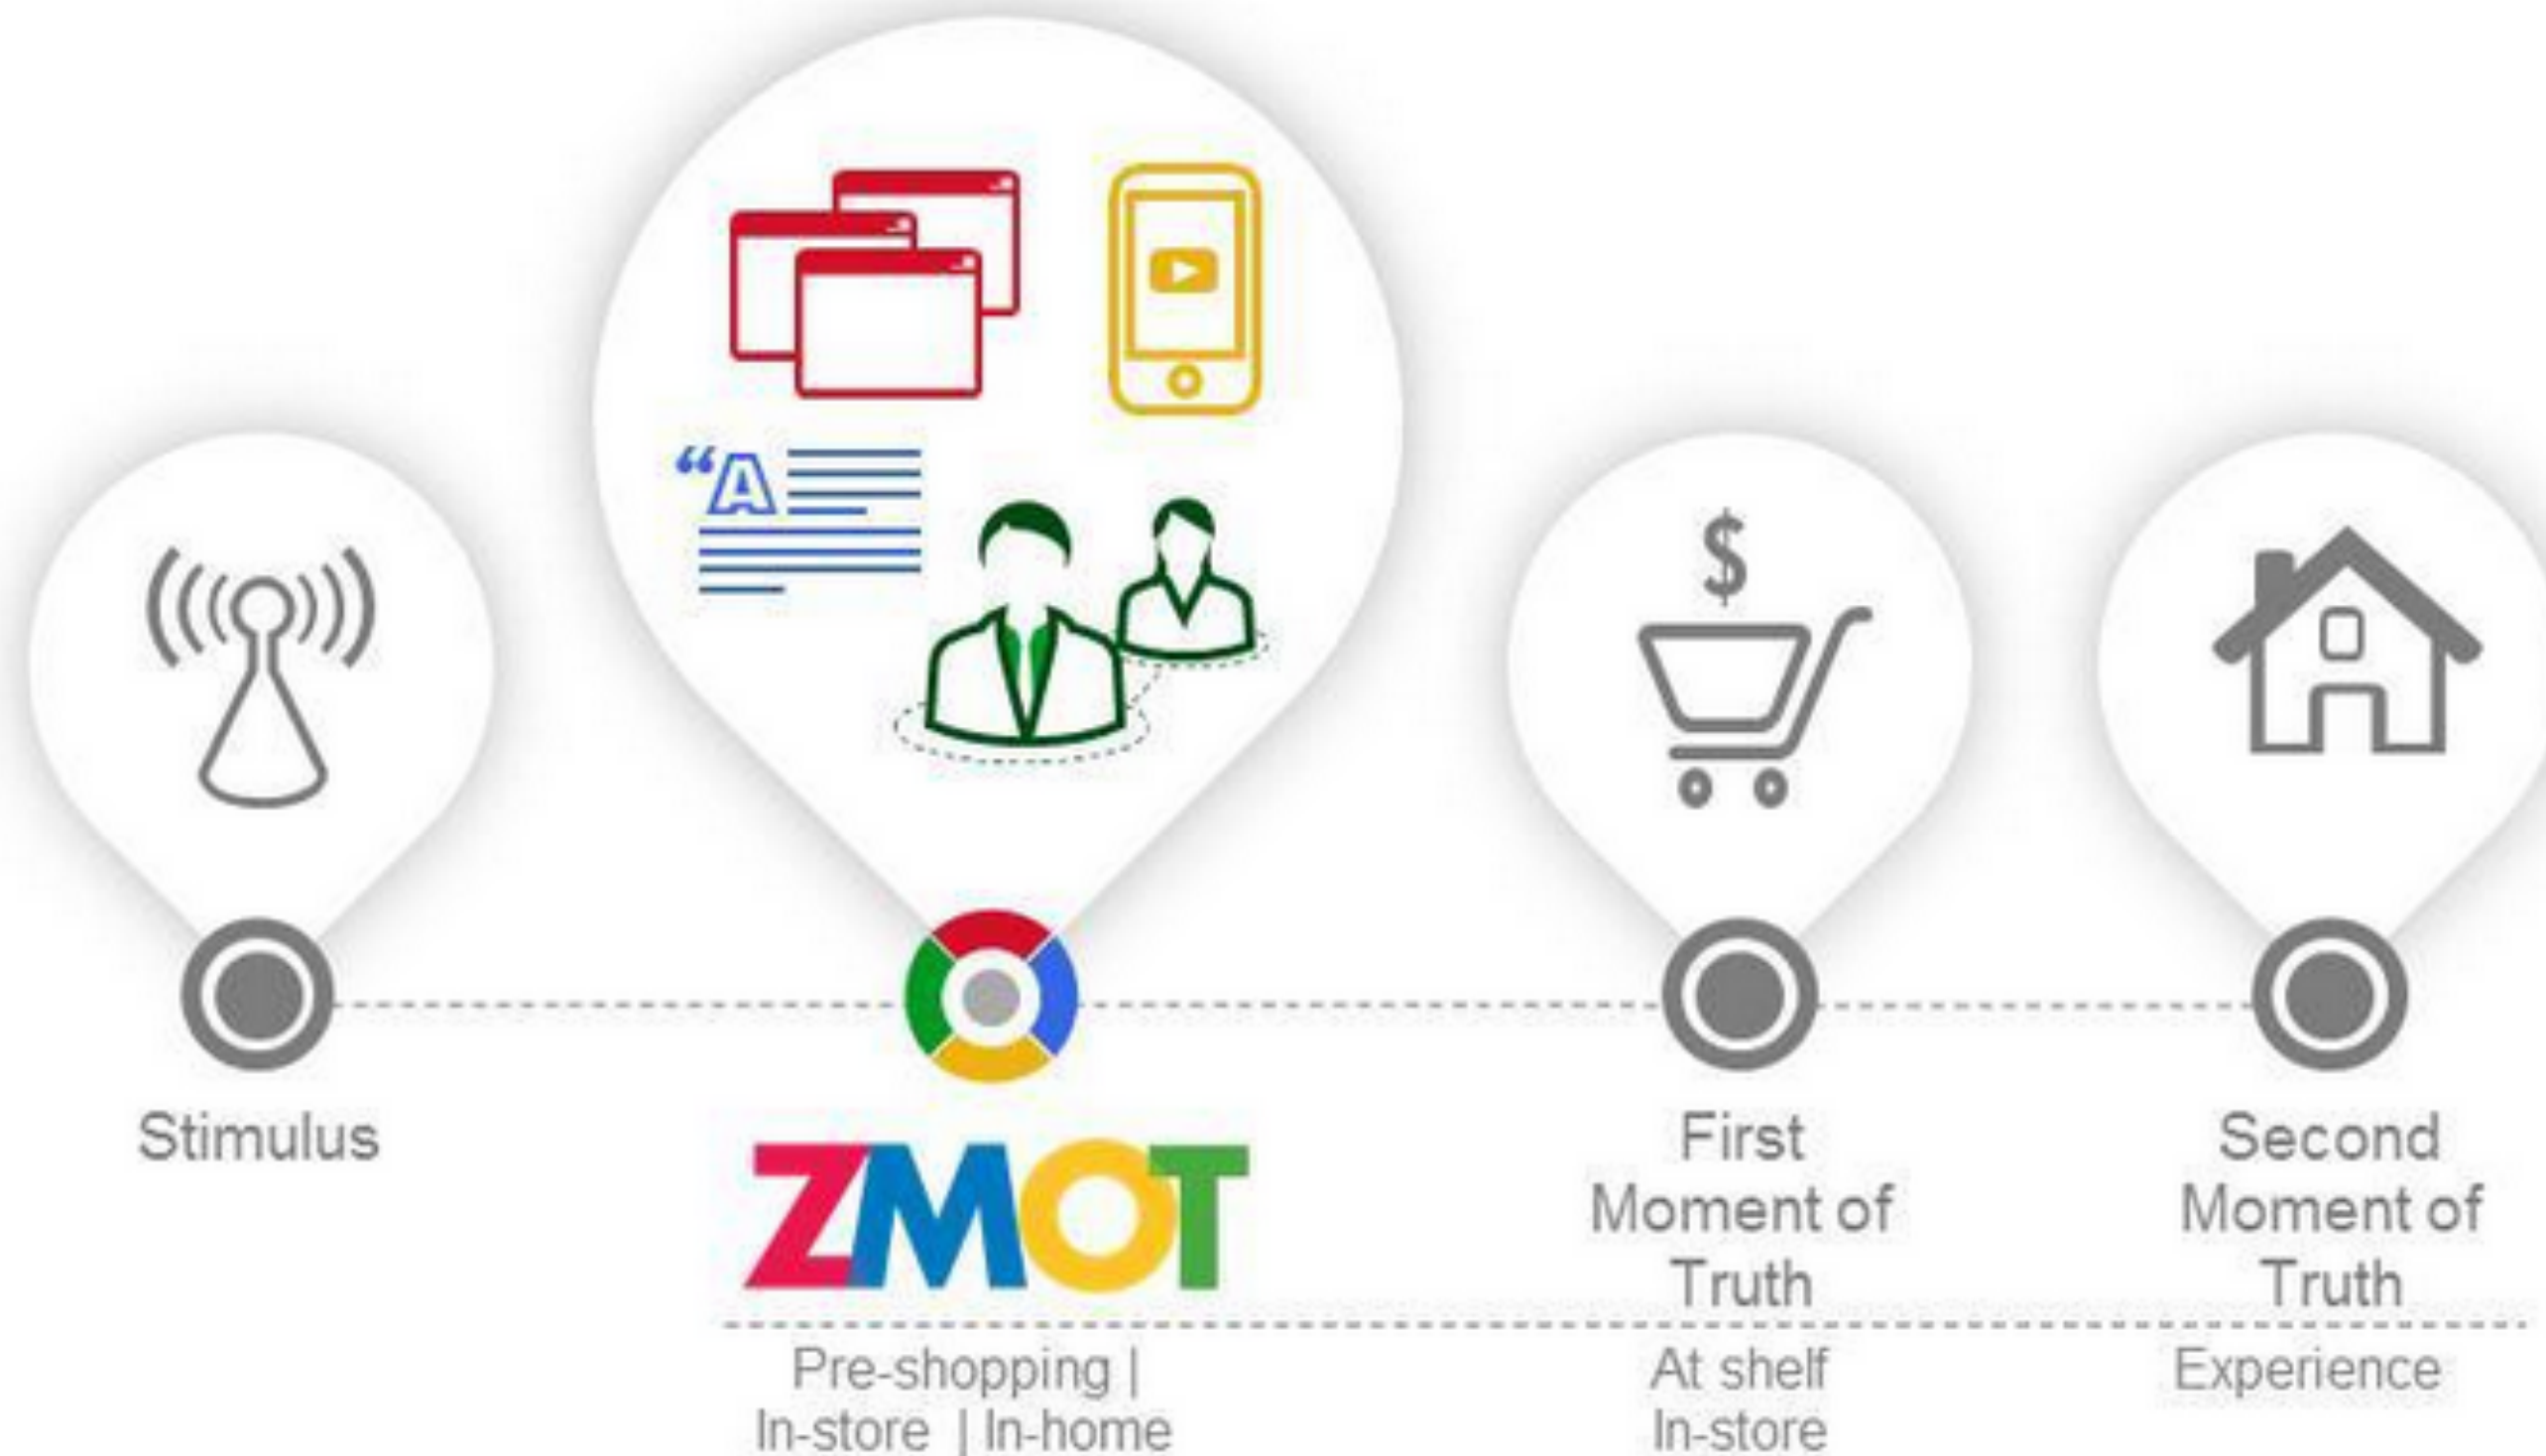 “A
$
Stimulus
ZMOT
First
Moment of
Truth
Second
Moment of
Truth
Pre-shopping |
In-store | In-home
At shelf
In-store
Experience